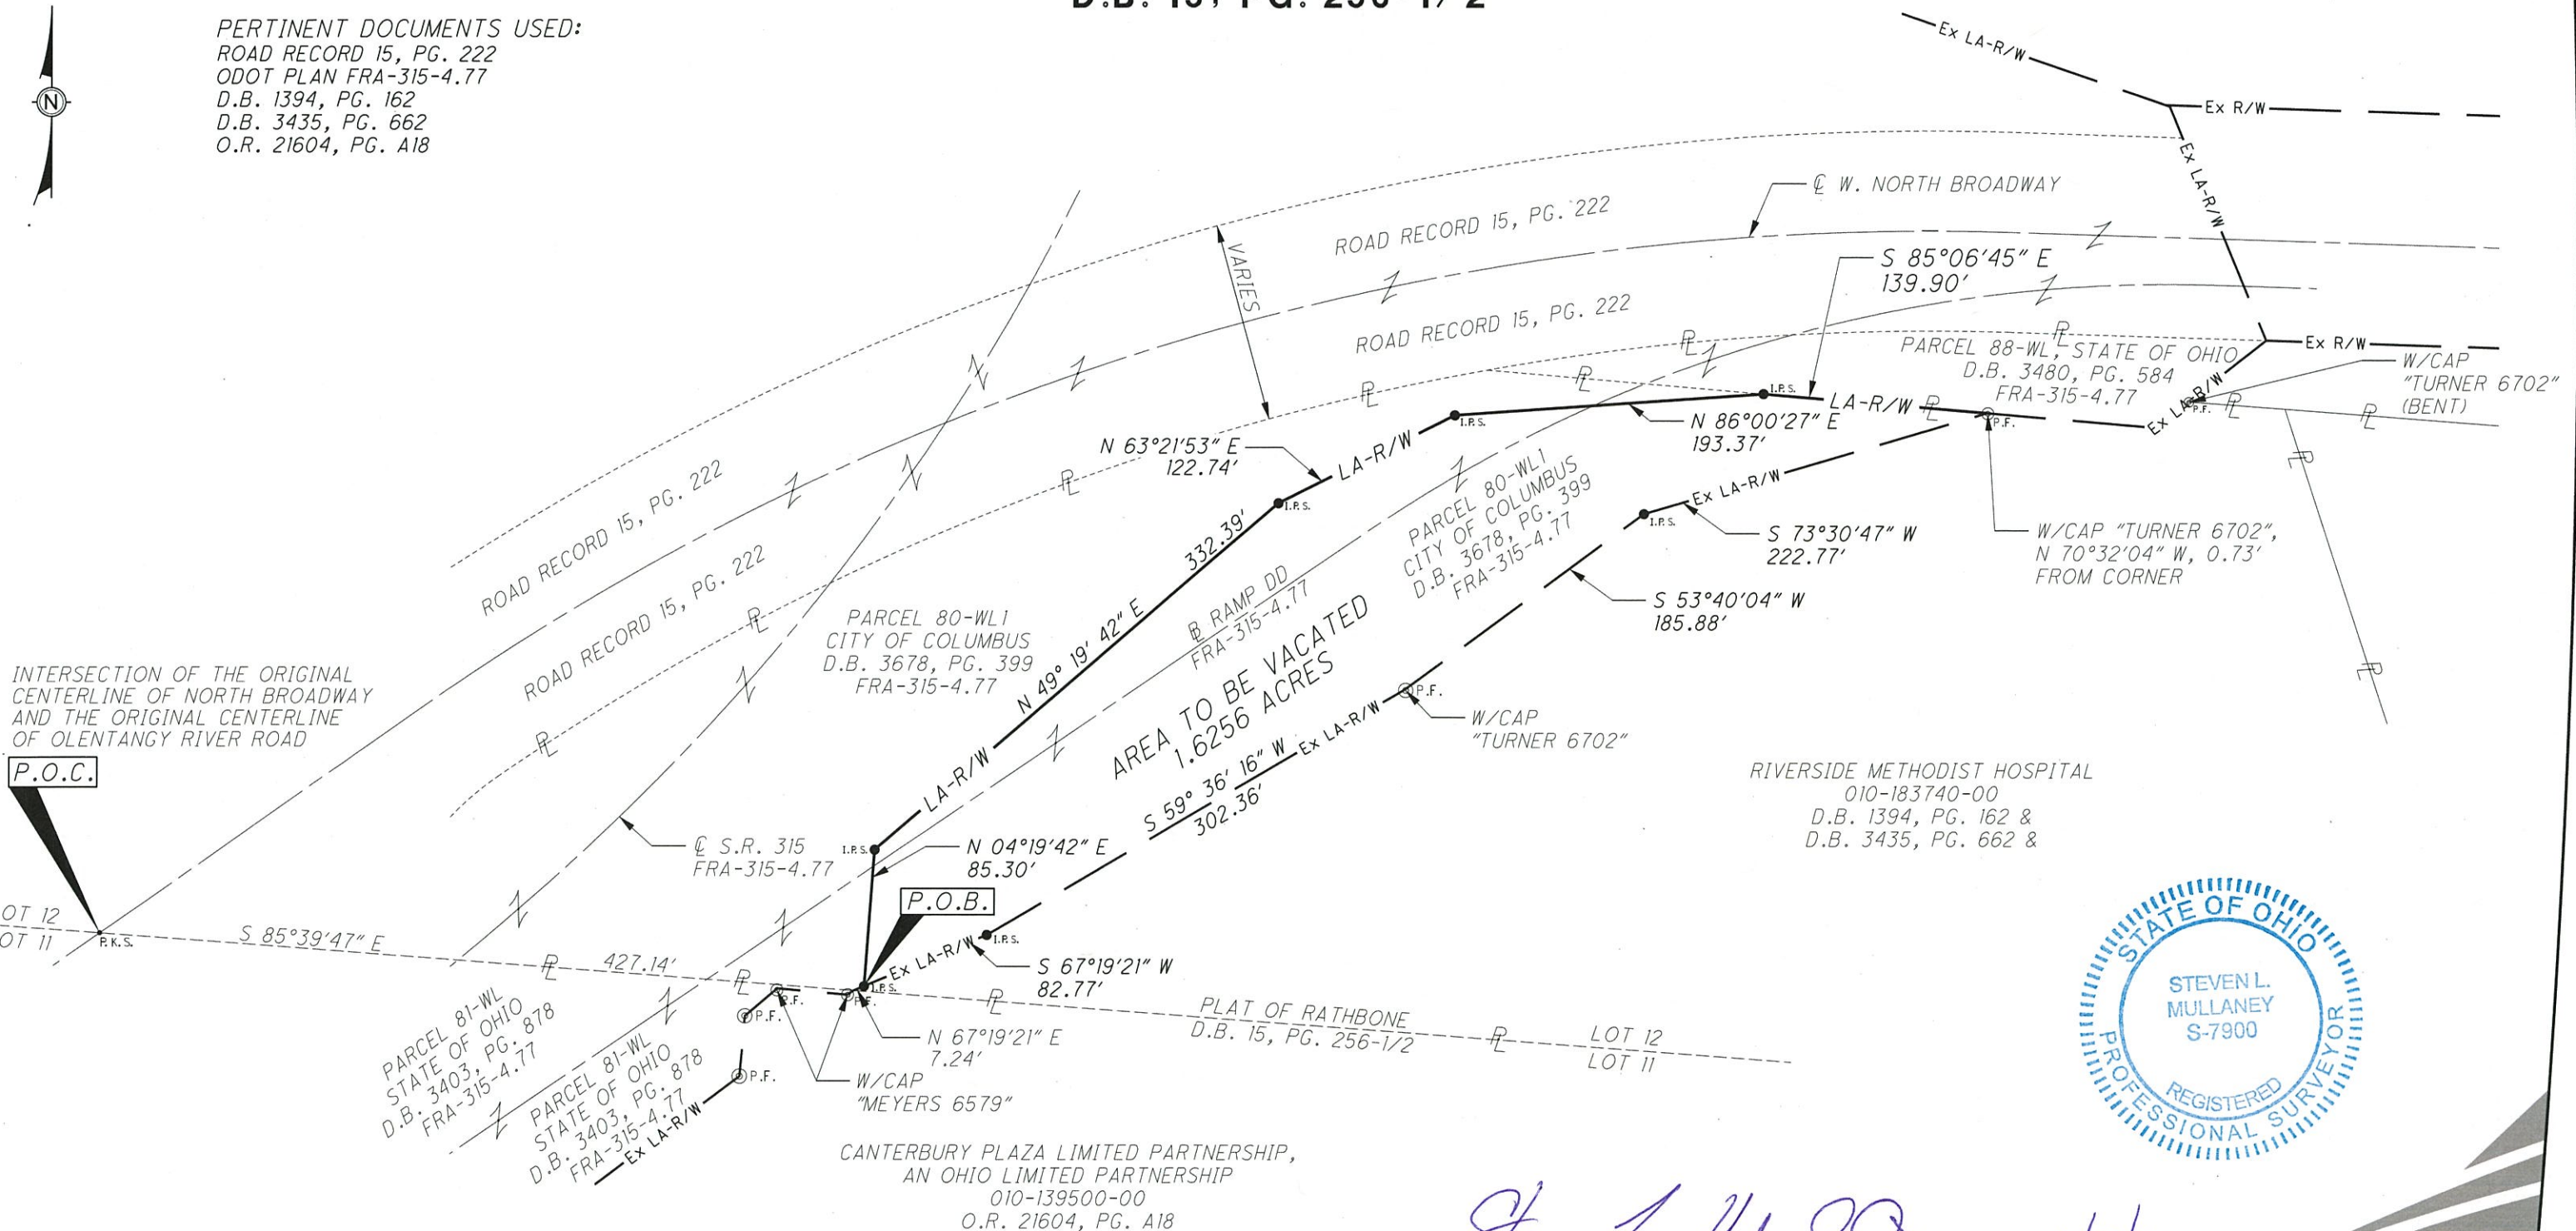 D.B. 15, PG. 256-1/2
PERTINENT DOCUMENTS USED:
ROAD RECORD 15, PG. 222
ODOT PLAN FRA-315-4.77
D.B. 1394, PG. 162
D.B. 3435, PG. 662
O.R. 21604, PG. A18
N
Ex LA-R/W
Ex R/W
Ex LA-R/W
℄ W. NORTH BROADWAY
ROAD RECORD 15, PG. 222
VARIES
S 85°06'45" E
139.90'
ROAD RECORD 15, PG. 222
PARCEL 88-WL, STATE OF OHIO
D.B. 3480, PG. 584
FRA-315-4.77
Ex R/W
W/CAP
"TURNER 6702"
(BENT)
Ex LA-R/W
P.F.
I.P.S.
LA-R/W
P.F.
I.P.S.
N 86°00'27" E
193.37'
N 63°21'53" E
122.74'
LA-R/W
I.P.S.
PARCEL 80-WL1
CITY OF COLUMBUS
D.B. 3678, PG. 399
FRA-315-4.77
Ex LA-R/W
I.P.S.
S 73°30'47" W
222.77'
W/CAP "TURNER 6702",
N 70°32'04" W, 0.73'
FROM CORNER
ROAD RECORD 15, PG. 222
ROAD RECORD 15, PG. 222
332.39'
N 49° 19' 42" E
PARCEL 80-WL1
CITY OF COLUMBUS
D.B. 3678, PG. 399
FRA-315-4.77
RAMP DD
FRA-315-4.77
S 53°40'04" W
185.88'
AREA TO BE VACATED
1.6256 ACRES
INTERSECTION OF THE ORIGINAL
CENTERLINE OF NORTH BROADWAY
AND THE ORIGINAL CENTERLINE
OF OLENTANGY RIVER ROAD
P.O.C.
P.F.
W/CAP
"TURNER 6702"
Ex LA-R/W
S 59° 36' 16" W
302.36'
RIVERSIDE METHODIST HOSPITAL
010-183740-00
D.B. 1394, PG. 162 &
D.B. 3435, PG. 662 &
LA-R/W
I.P.S.
℄ S.R. 315
FRA-315-4.77
N 04°19'42" E
85.30'
P.O.B.
OT 12
OT 11
P.K.S.
S 85°39'47" E
427.14'
Ex LA-R/W
I.P.S.
I.P.S.
S 67°19'21" W
82.77'
P.F.
P.F.
P.F.
P.F.
N 67°19'21" E
7.24'
W/CAP
"MEYERS 6579"
PLAT OF RATHBONE
D.B. 15, PG. 256-1/2
LOT 12
LOT 11
PARCEL 81-WL
STATE OF OHIO
D.B. 3403, PG. 878
FRA-315-4.77
PARCEL 81-WL
STATE OF OHIO
D.B. 3403, PG. 878
FRA-315-4.77
Ex LA-R/W
CANTERBURY PLAZA LIMITED PARTNERSHIP,
AN OHIO LIMITED PARTNERSHIP
010-139500-00
O.R. 21604, PG. A18
STATE OF OHIO
STEVEN L.
MULLANEY
S-7900
REGISTERED
PROFESSIONAL SURVEYOR